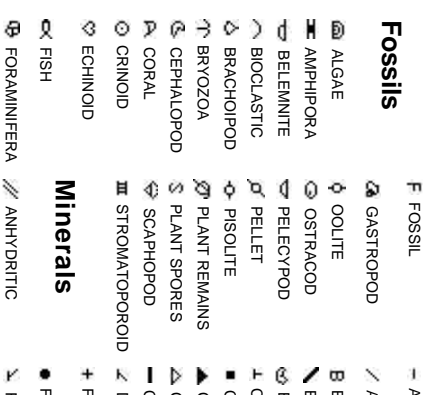 Fossils
ALGAE
AMPHIPORA
BELEMNITE
BIOCLASTIC
BRACHOIPOD
BRYOZOA
CEPHALOPOD
CORAL
CRINOID
ECHINOID
FISH
FORAMINIFERA
F FOSSIL
GASTROPOD
OOLITE
OSTRACOD
PELECYPOD
PELLET
PISOLITE
PLANT REMAINS
PLANT SPORES
SCAPHOPOD
STROMATOPOROID
Minerals
ANHYDRITIC